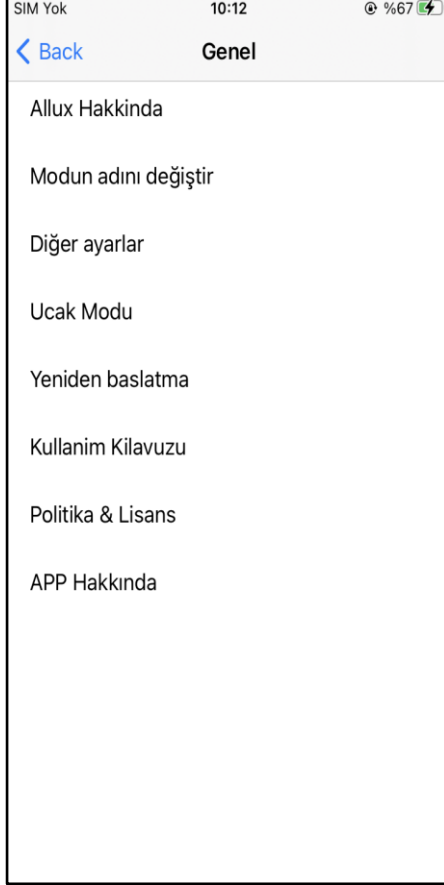 SIM Yok 10:12 %67
Back Genel
Allux Hakkinda
Modun adını değiştir
Diğer ayarlar
Ucak Modu
Yeniden baslatma
Kullanim Kilavuzu
Politika & Lisans
APP Hakkında